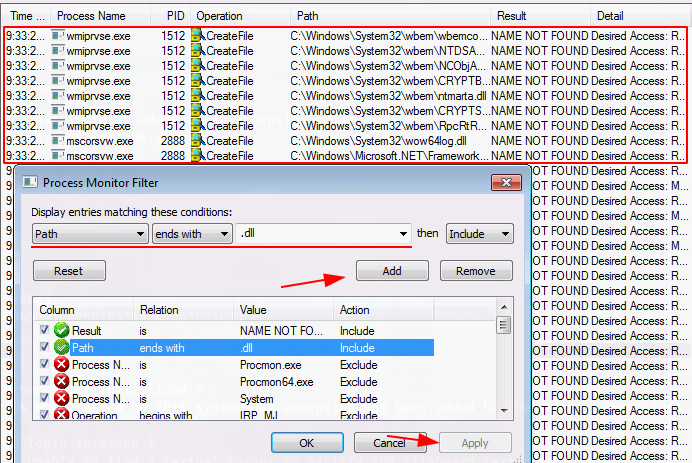 Time ... Process Name PID Operation Path Result Detail
9:33:2... wmiprvse.exe 1512 CreateFile C:\Windows\System32\wbem\wbemco... NAME NOT FOUND Desired Access: R...
9:33:2... wmiprvse.exe 1512 CreateFile C:\Windows\System32\wbem\NTDSA... NAME NOT FOUND Desired Access: R...
9:33:2... wmiprvse.exe 1512 CreateFile C:\Windows\System32\wbem\NCObjA... NAME NOT FOUND Desired Access: R...
9:33:2... wmiprvse.exe 1512 CreateFile C:\Windows\System32\wbem\CRYPTB... NAME NOT FOUND Desired Access: R...
9:33:2... wmiprvse.exe 1512 CreateFile C:\Windows\System32\wbem\ntmarta.dll NAME NOT FOUND Desired Access: R...
9:33:2... wmiprvse.exe 1512 CreateFile C:\Windows\System32\wbem\CRYPTS... NAME NOT FOUND Desired Access: R...
9:33:2... wmiprvse.exe 1512 CreateFile C:\Windows\System32\wbem\RpcRtR... NAME NOT FOUND Desired Access: R...
9:33:2... mscorsvw.exe 2888 CreateFile C:\Windows\System32\wow64log.dll NAME NOT FOUND Desired Access: R...
9:33:2... mscorsvw.exe 2888 CreateFile C:\Windows\Microsoft.NET\Framework... NAME NOT FOUND Desired Access: R...
Process Monitor Filter
Display entries matching these conditions:
Path ends with .dll then Include
Reset Add Remove
Column Relation Value Action
Result is NAME NOT FO... Include
Path ends with .dll Include
Process N... is Procmon.exe Exclude
Process N... is Procmon64.exe Exclude
Process N... is System Exclude
Operation begins with IRP_MJ Exclude
OK Cancel Apply